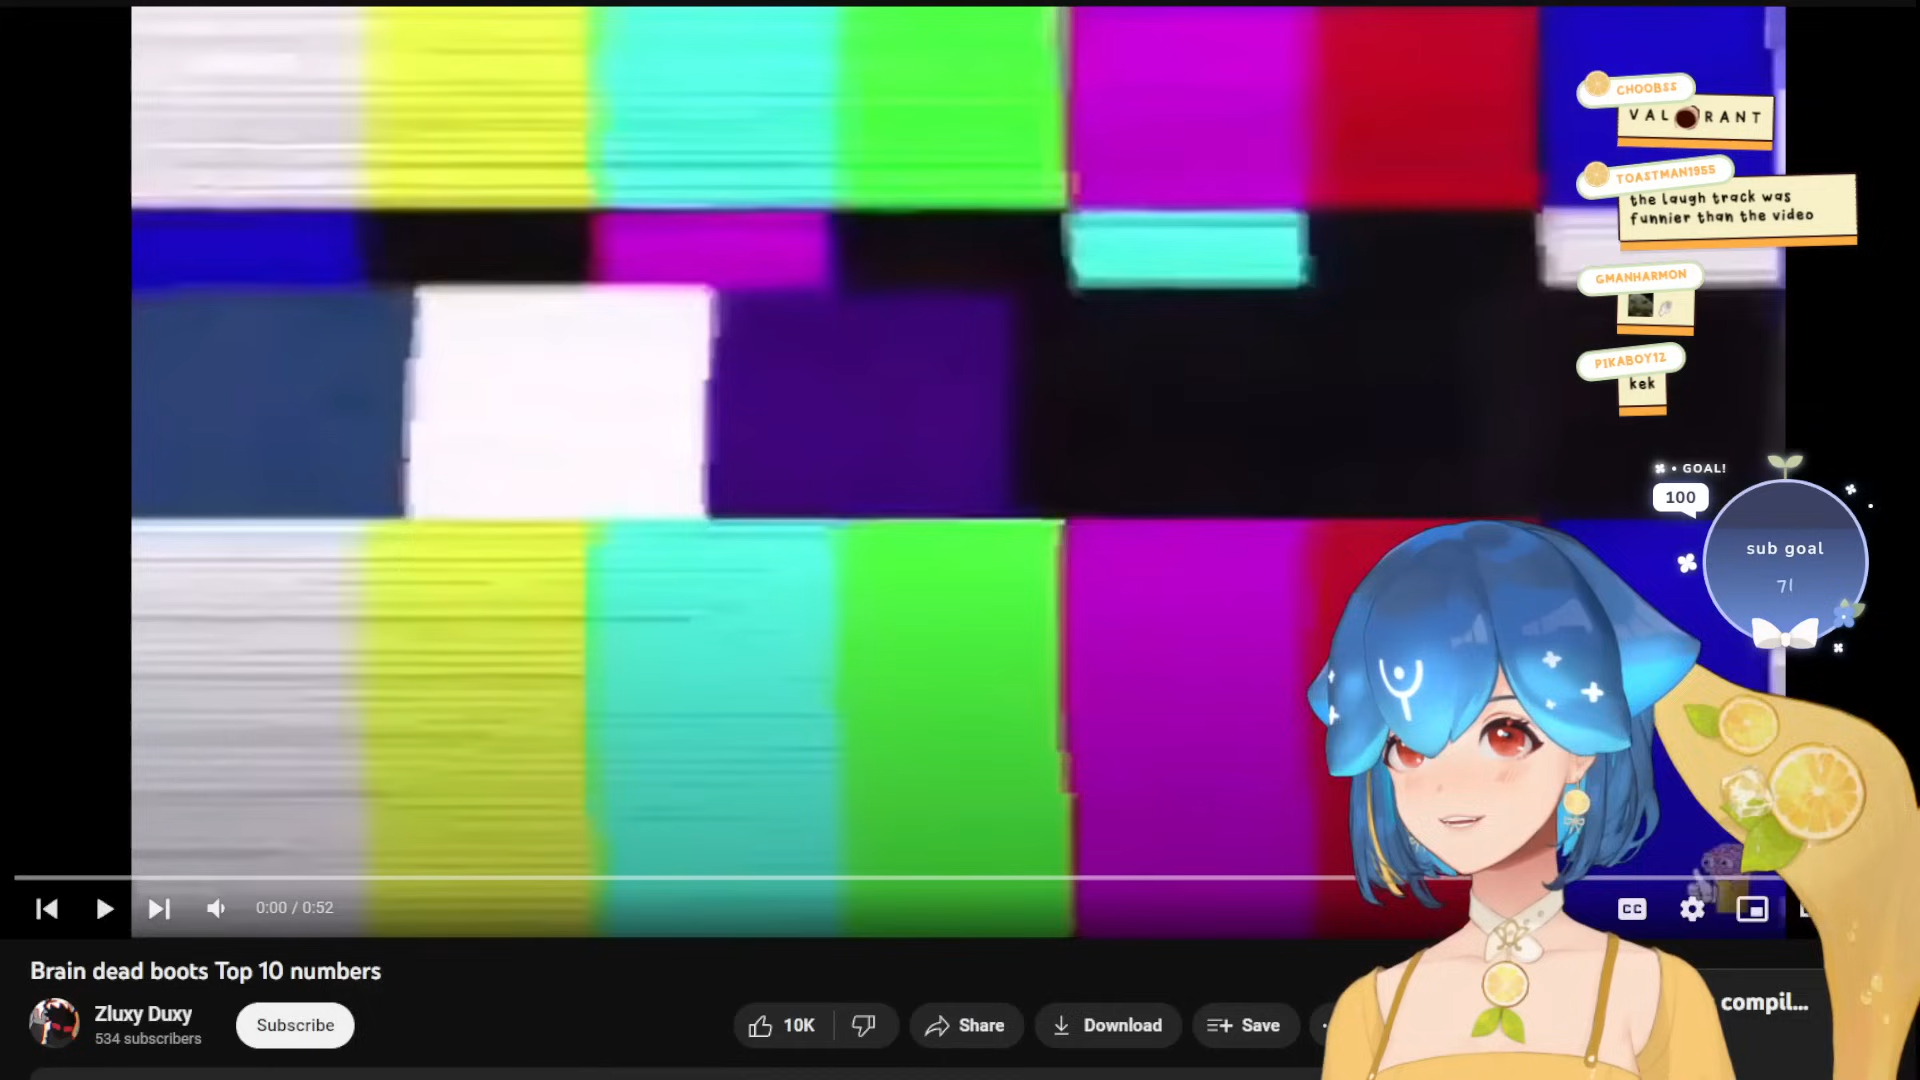 CHOOBSS
VAL RANT
TOASTMAN1955
the laugh track was
funnier than the video
GMANHARMON
PIKABOY12
kek
• GOAL!
100
sub goal
71
0:00 / 0:52
CC
Brain dead boots Top 10 numbers
Zluxy Duxy
534 subscribers
Subscribe
10K
Share
Download
Save
compil...